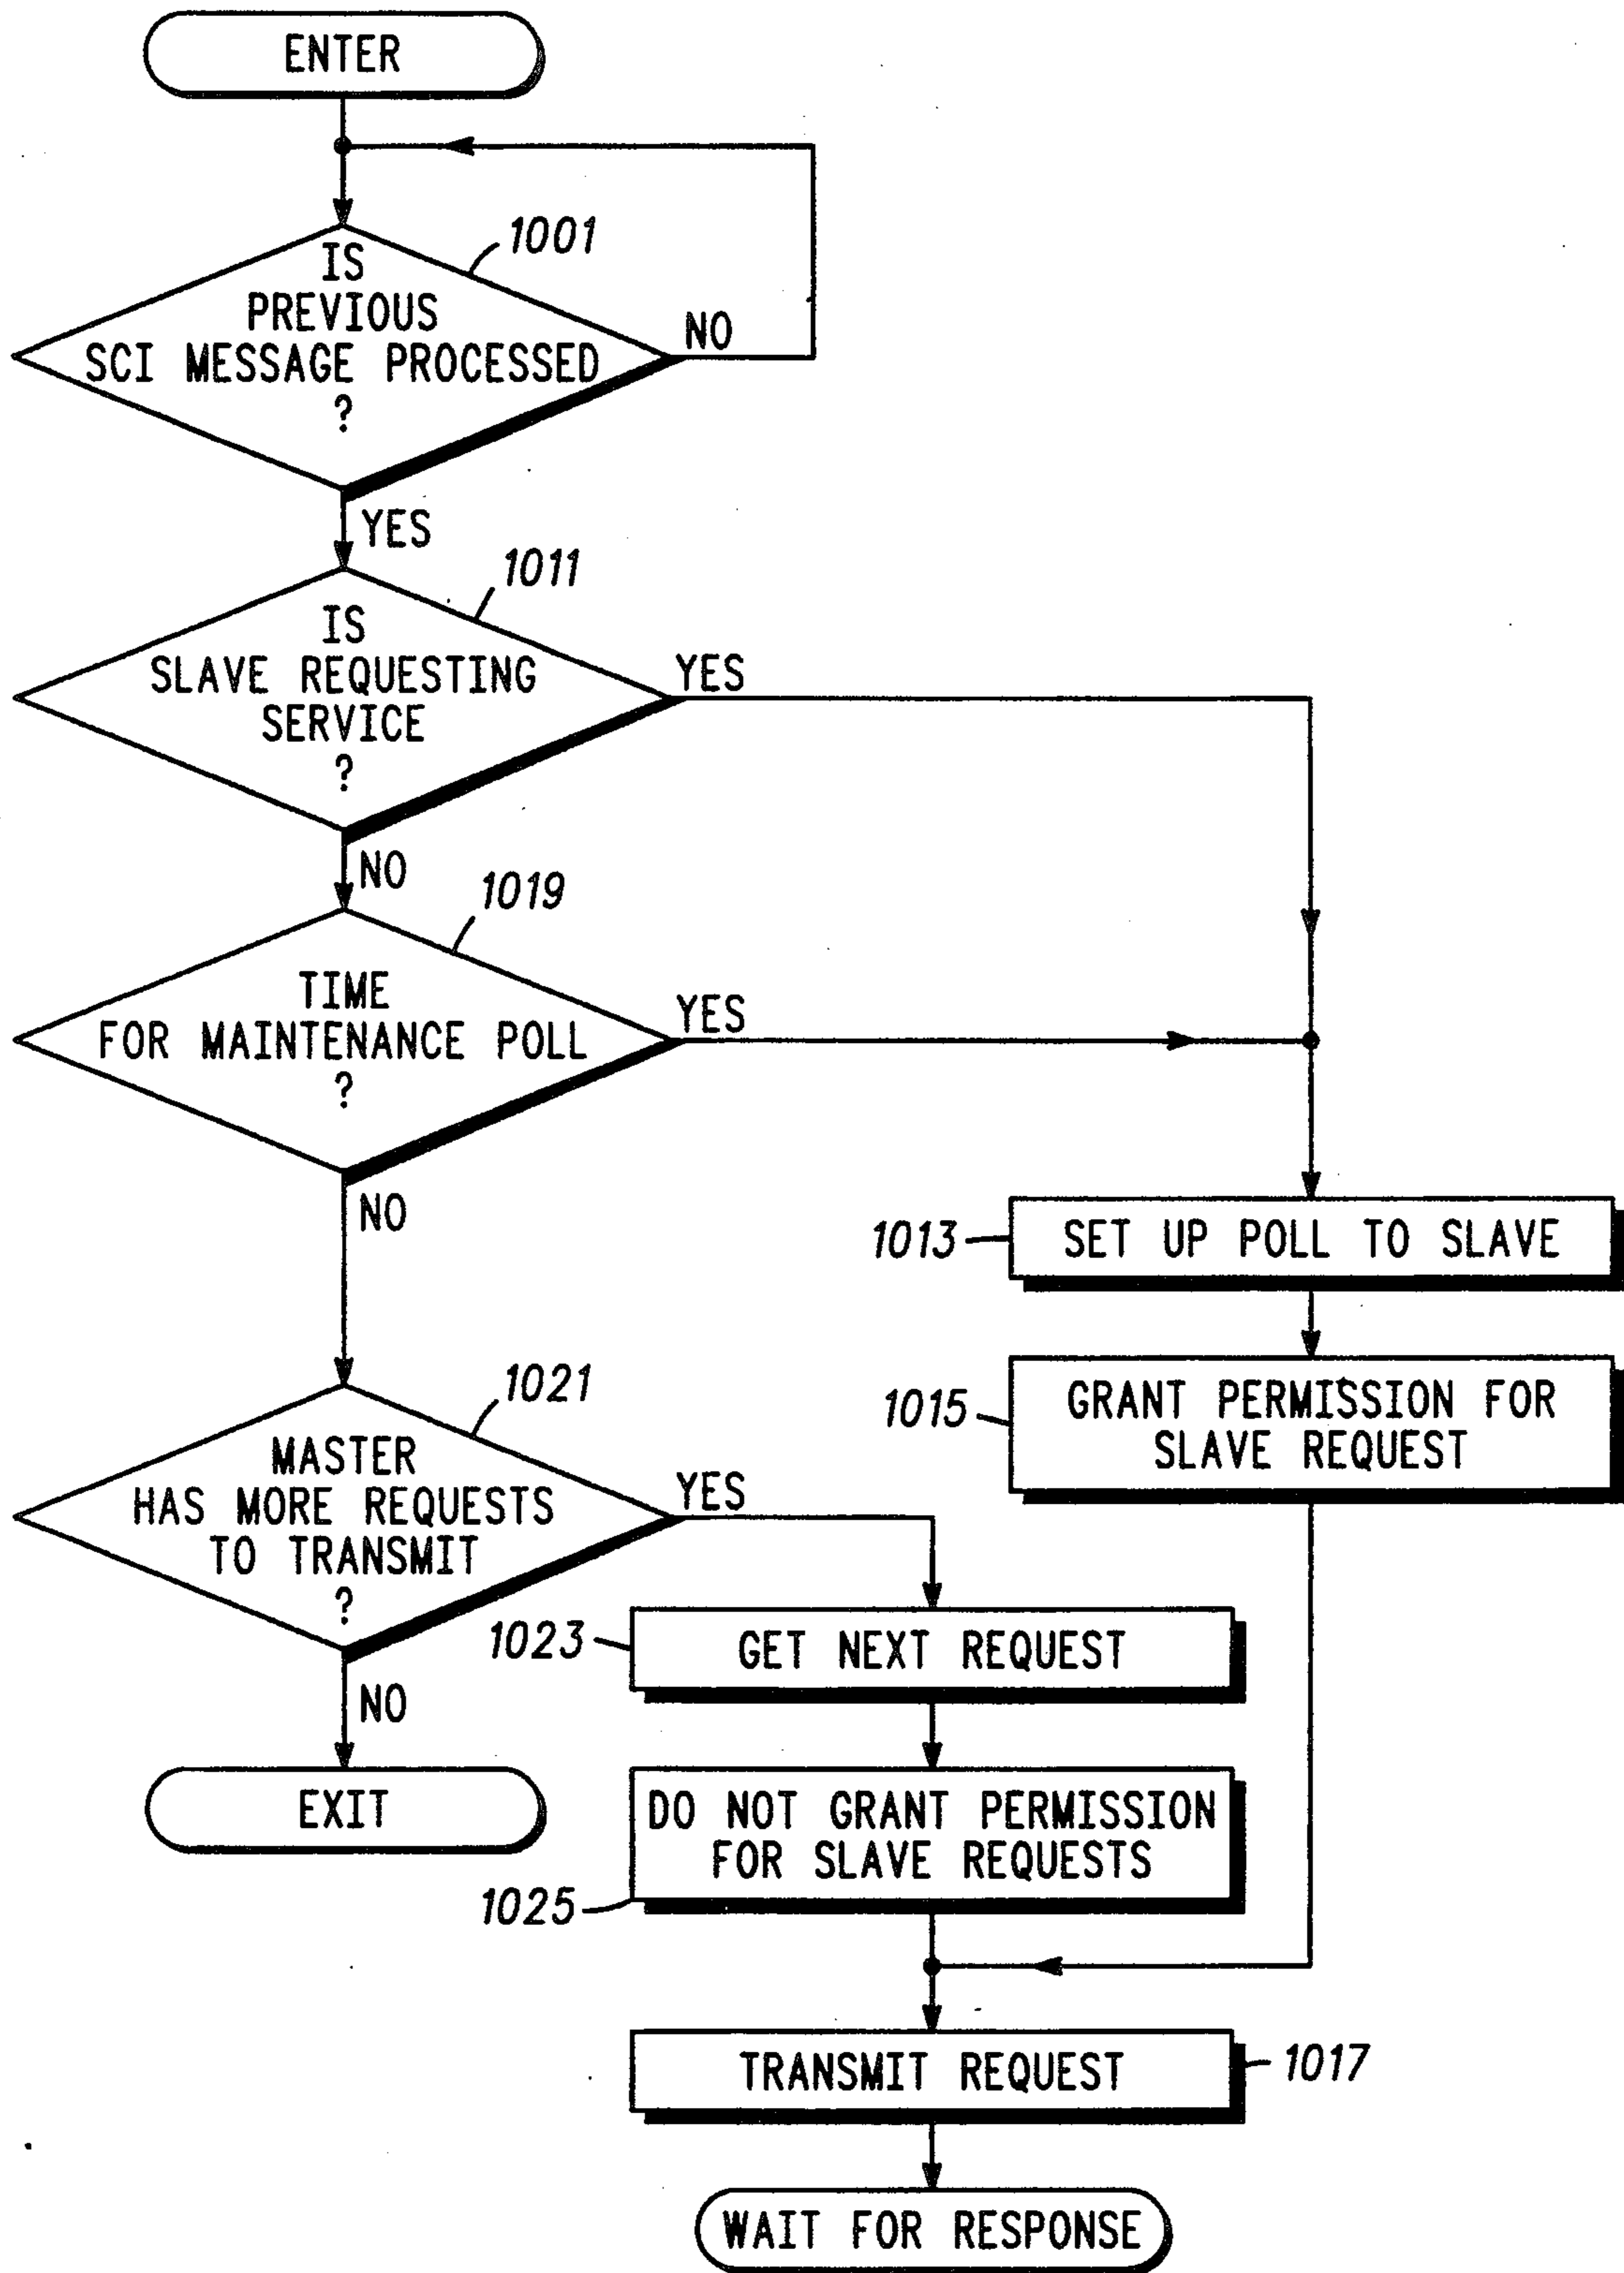 ENTER
1001
IS
PREVIOUS
SCI MESSAGE PROCESSED
?
NO
YES
1011
IS
SLAVE REQUESTING
SERVICE
?
YES
NO
1019
TIME
FOR MAINTENANCE POLL
?
YES
NO
1013
SET UP POLL TO SLAVE
1015
GRANT PERMISSION FOR
SLAVE REQUEST
1021
MASTER
HAS MORE REQUESTS
TO TRANSMIT
?
YES
NO
1023
GET NEXT REQUEST
EXIT
DO NOT GRANT PERMISSION
FOR SLAVE REQUESTS
1025
TRANSMIT REQUEST
1017
WAIT FOR RESPONSE